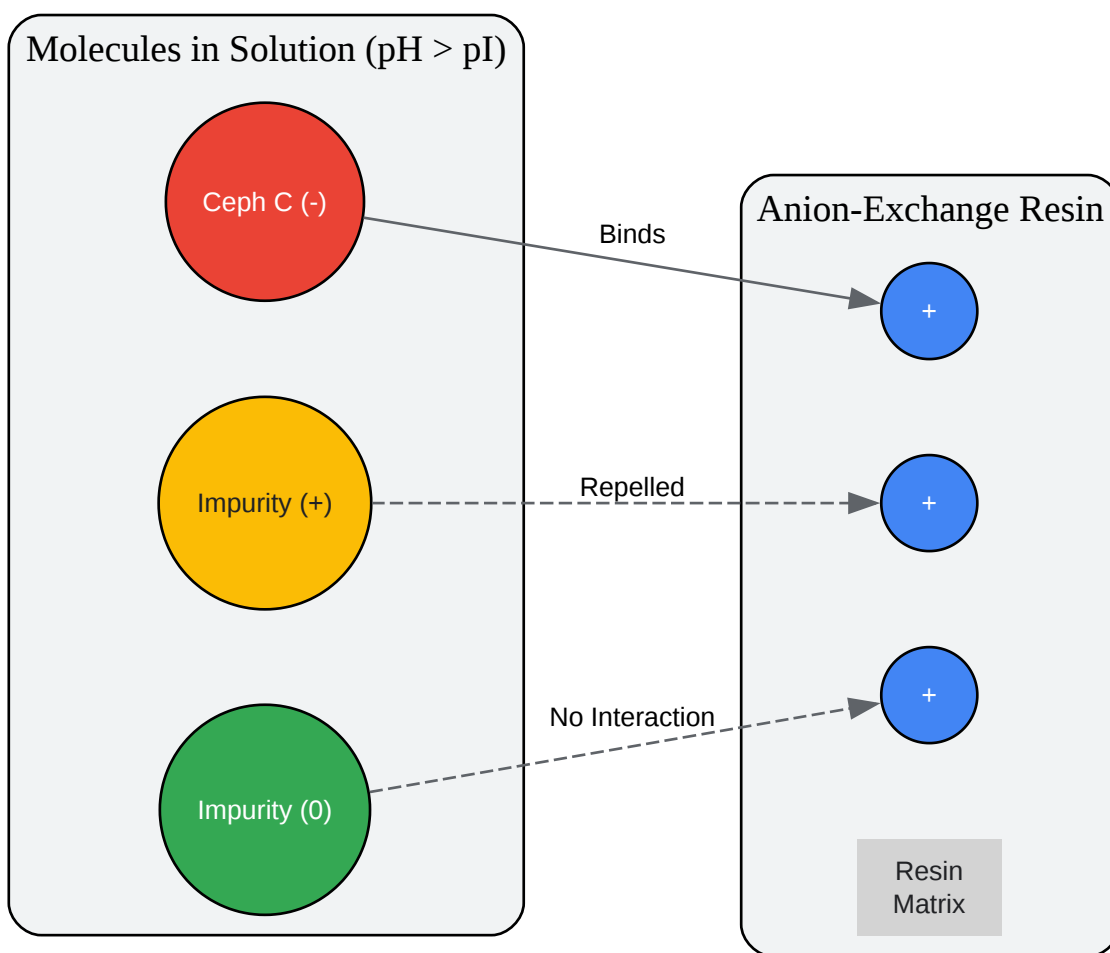 Molecules in Solution (pH > pI)
Ceph C (-)
Impurity (+)
Impurity (0)
Binds
Repelled
No Interaction
Anion-Exchange Resin
+
+
+
Resin
Matrix